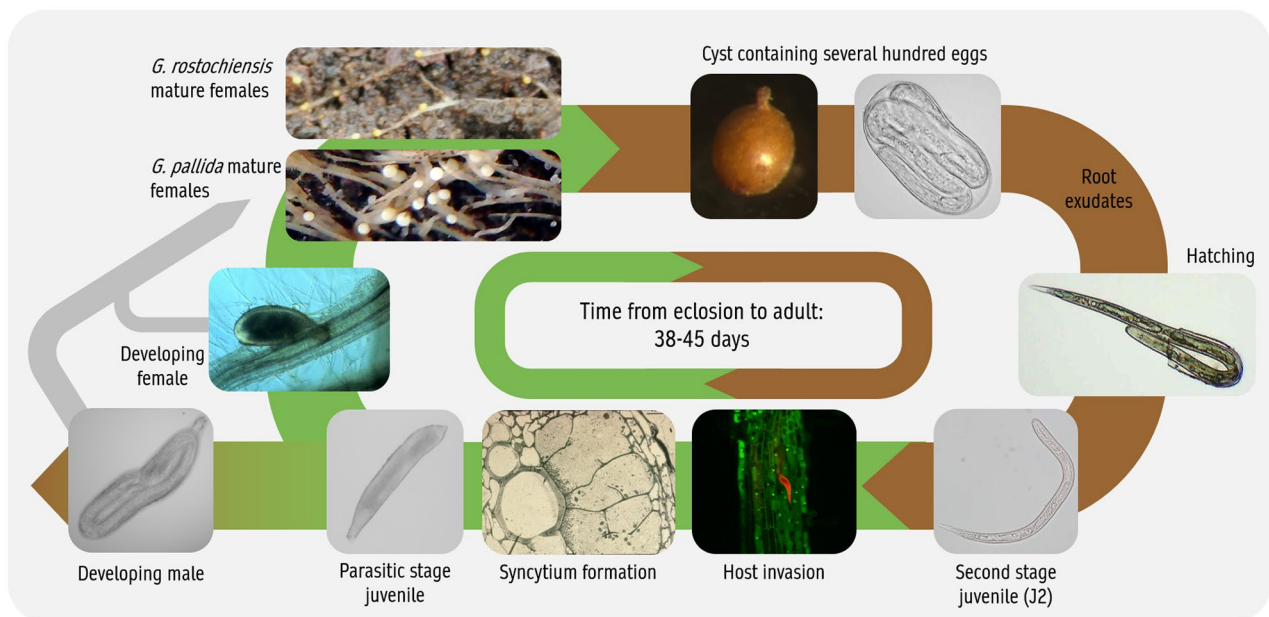 G. rostochiensis
mature females
G. pallida mature
females
Cyst containing several hundred eggs
Root
exudates
Hatching
Time from eclosion to adult:
38-45 days
Developing
female
Developing male
Parasitic stage
juvenile
Syncytium formation
Host invasion
Second stage
juvenile (J2)